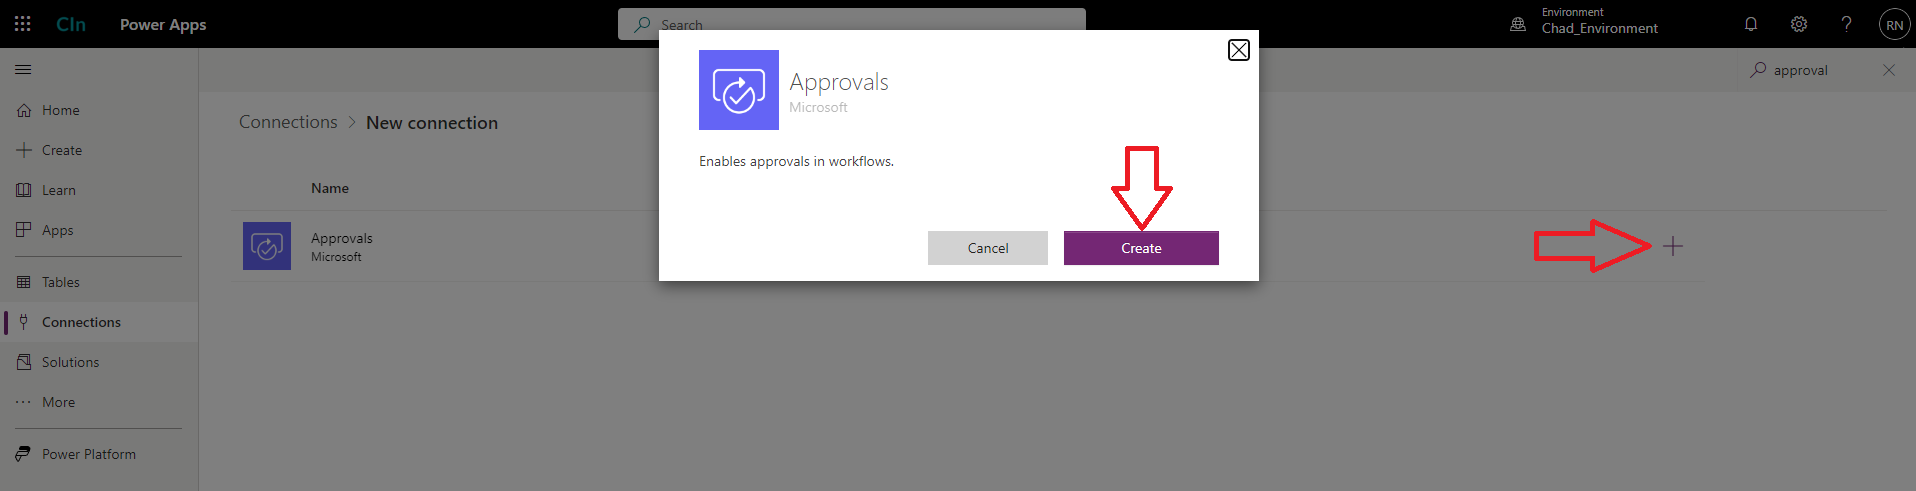 CIn Power Apps
Search
Environment
Chad_Environment
RN
approval
Home
Create
Learn
Apps
Tables
Connections
Solutions
More
Power Platform
Connections > New connection
Name
Approvals
Microsoft
Approvals
Microsoft
Enables approvals in workflows.
Cancel
Create